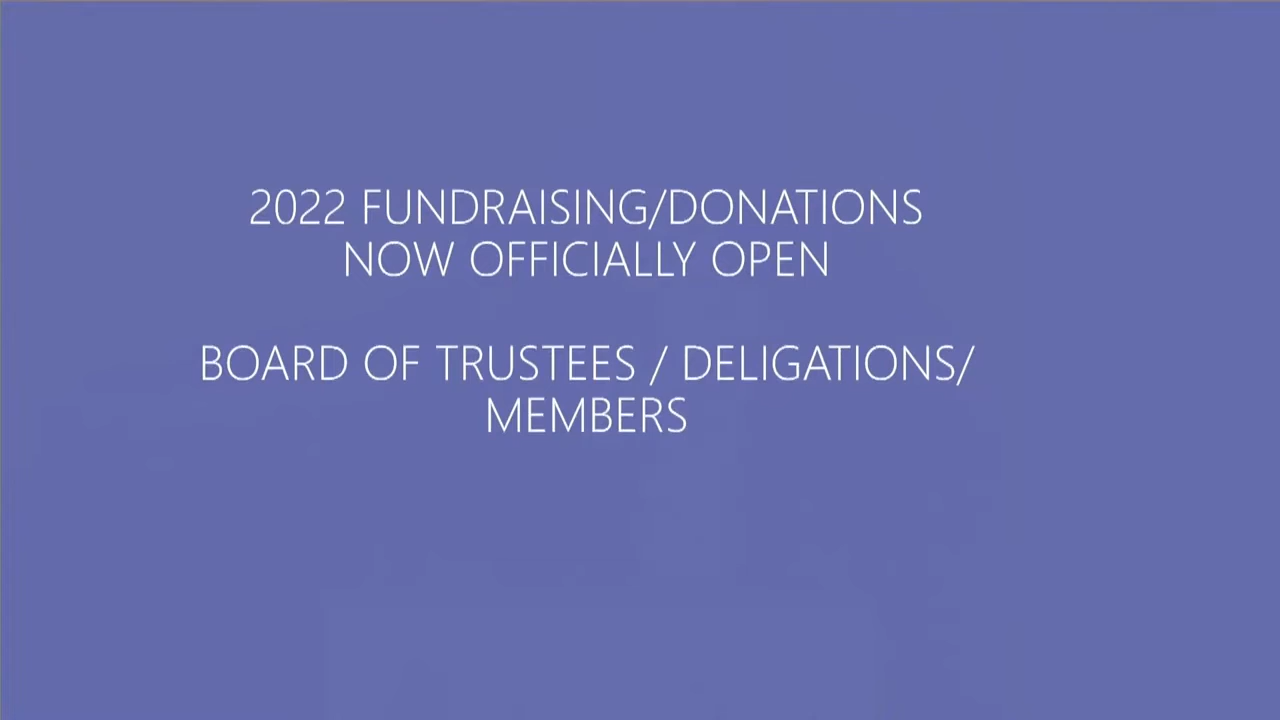 2022 FUNDRAISING/DONATIONS
NOW OFFICIALLY OPEN
BOARD OF TRUSTEES / DELIGATIONS/
MEMBERS